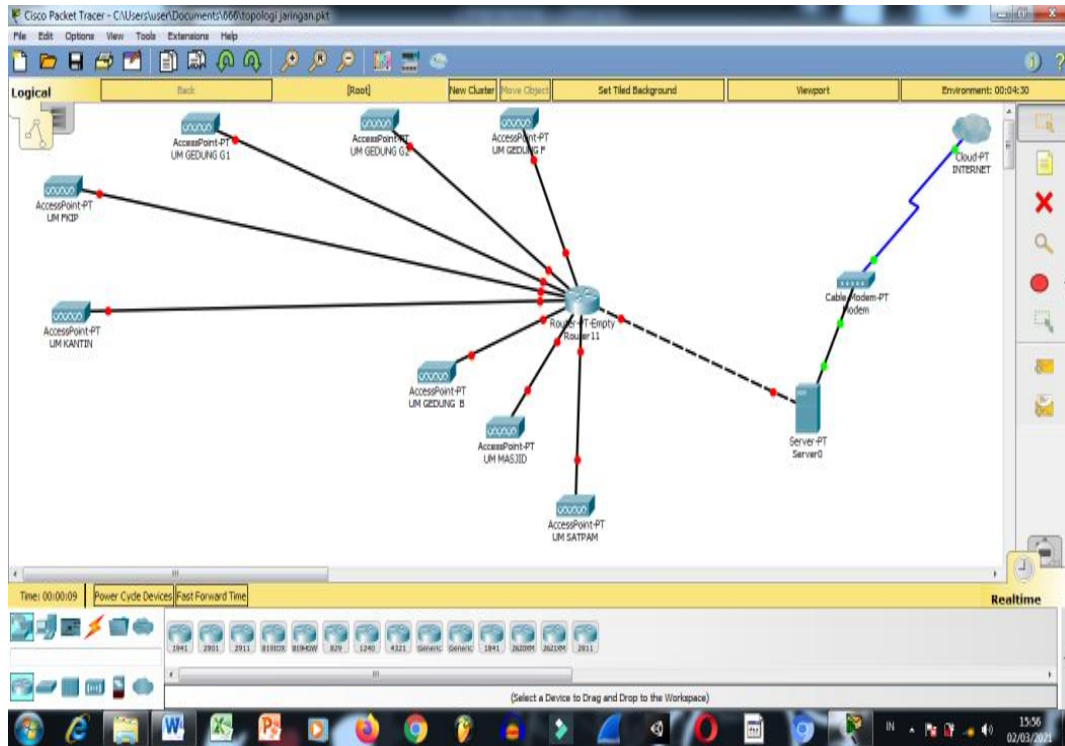 Cisco Packet Tracer - C:\Users\user\Documents\666\topologi jaringan.pkt
File Edit Options View Tools Extensions Help
Logical Back [Root] New Cluster Move Object Set Tiled Background Viewport Environment: 00:04:30
AccessPoint-PT
UM GEDUNG G1
AccessPoint-PT
UM GEDUNG G2
AccessPoint-PT
UM GEDUNG F
Cloud-PT
INTERNET
AccessPoint-PT
UM FKIP
Cable-Modem-PT
Modem
AccessPoint-PT
UM KANTIN
Router-PT-Empty
Router11
AccessPoint-PT
UM GEDUNG B
AccessPoint-PT
UM MASJID
Server-PT
Server0
AccessPoint-PT
UM SATPAM
Time: 00:00:09 Power Cycle Devices Fast Forward Time
Realtime
1941 2901 2911 819IOX 819HGW 829 1240 4321 Generic Generic 1841 2620XM 2621XM 2811
(Select a Device to Drag and Drop to the Workspace)
IN
15:56
02/03/2021